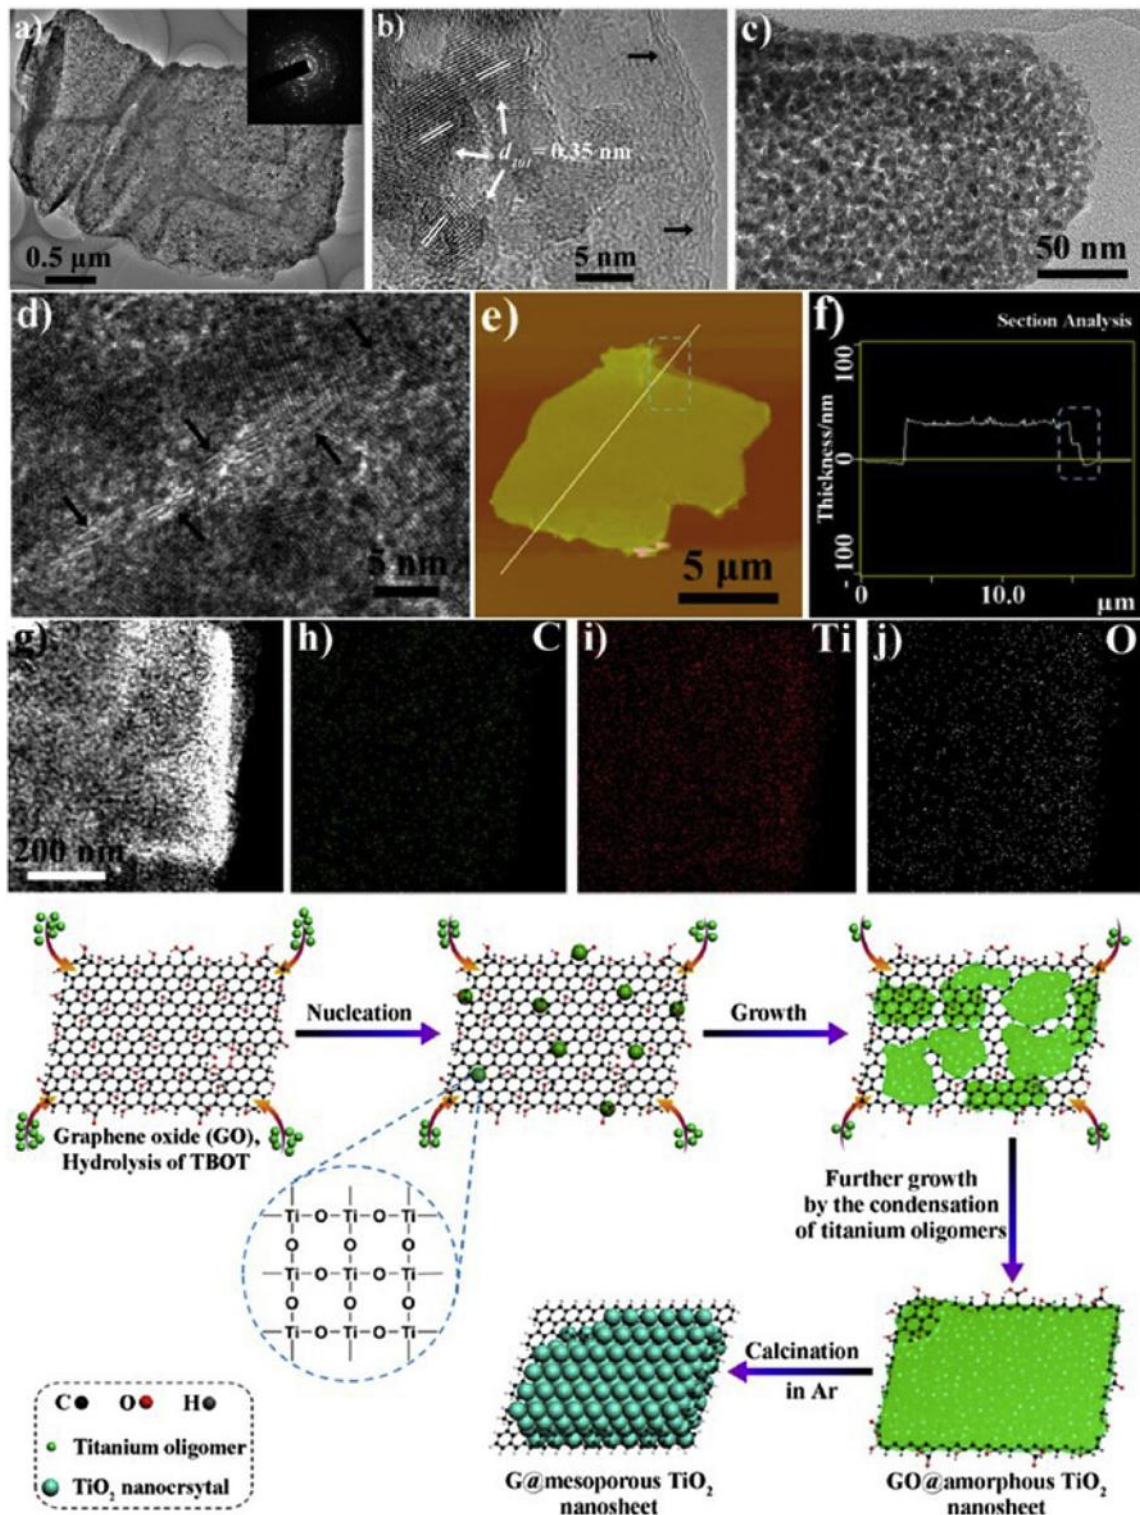 a)
0.5 μm
b)
d101 = 0.35 nm
5 nm
c)
50 nm
d)
5 nm
e)
5 μm
f)
Section Analysis
Thickness/nm
100
0
-100
0
10.0
μm
g)
200 nm
h)
C
i)
Ti
j)
O
Nucleation
Growth
Graphene oxide (GO),
Hydrolysis of TBOT
Further growth
by the condensation
of titanium oligomers
Ti O Ti O Ti
O O O
Ti O Ti O Ti
O O O
Ti O Ti O Ti
Calcination
in Ar
C O H
Titanium oligomer
TiO2 nanocrsytal
G@mesoporous TiO2
nanosheet
GO@amorphous TiO2
nanosheet